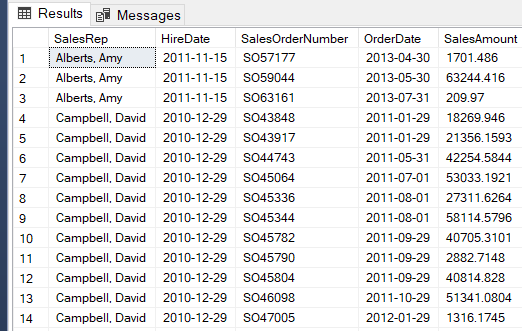 Results Messages
SalesRep HireDate SalesOrderNumber OrderDate SalesAmount
1 Alberts, Amy 2011-11-15 SO57177 2013-04-30 1701.486
2 Alberts, Amy 2011-11-15 SO59044 2013-05-30 63244.416
3 Alberts, Amy 2011-11-15 SO63161 2013-07-31 209.97
4 Campbell, David 2010-12-29 SO43848 2011-01-29 18269.946
5 Campbell, David 2010-12-29 SO43917 2011-01-29 21356.1593
6 Campbell, David 2010-12-29 SO44743 2011-05-31 42254.5844
7 Campbell, David 2010-12-29 SO45064 2011-07-01 53033.1921
8 Campbell, David 2010-12-29 SO45336 2011-08-01 27311.6264
9 Campbell, David 2010-12-29 SO45344 2011-08-01 58114.5796
10 Campbell, David 2010-12-29 SO45782 2011-09-29 40705.3101
11 Campbell, David 2010-12-29 SO45790 2011-09-29 2882.7148
12 Campbell, David 2010-12-29 SO45804 2011-09-29 40814.828
13 Campbell, David 2010-12-29 SO46098 2011-10-29 51341.0804
14 Campbell, David 2010-12-29 SO47005 2012-01-29 1316.1745